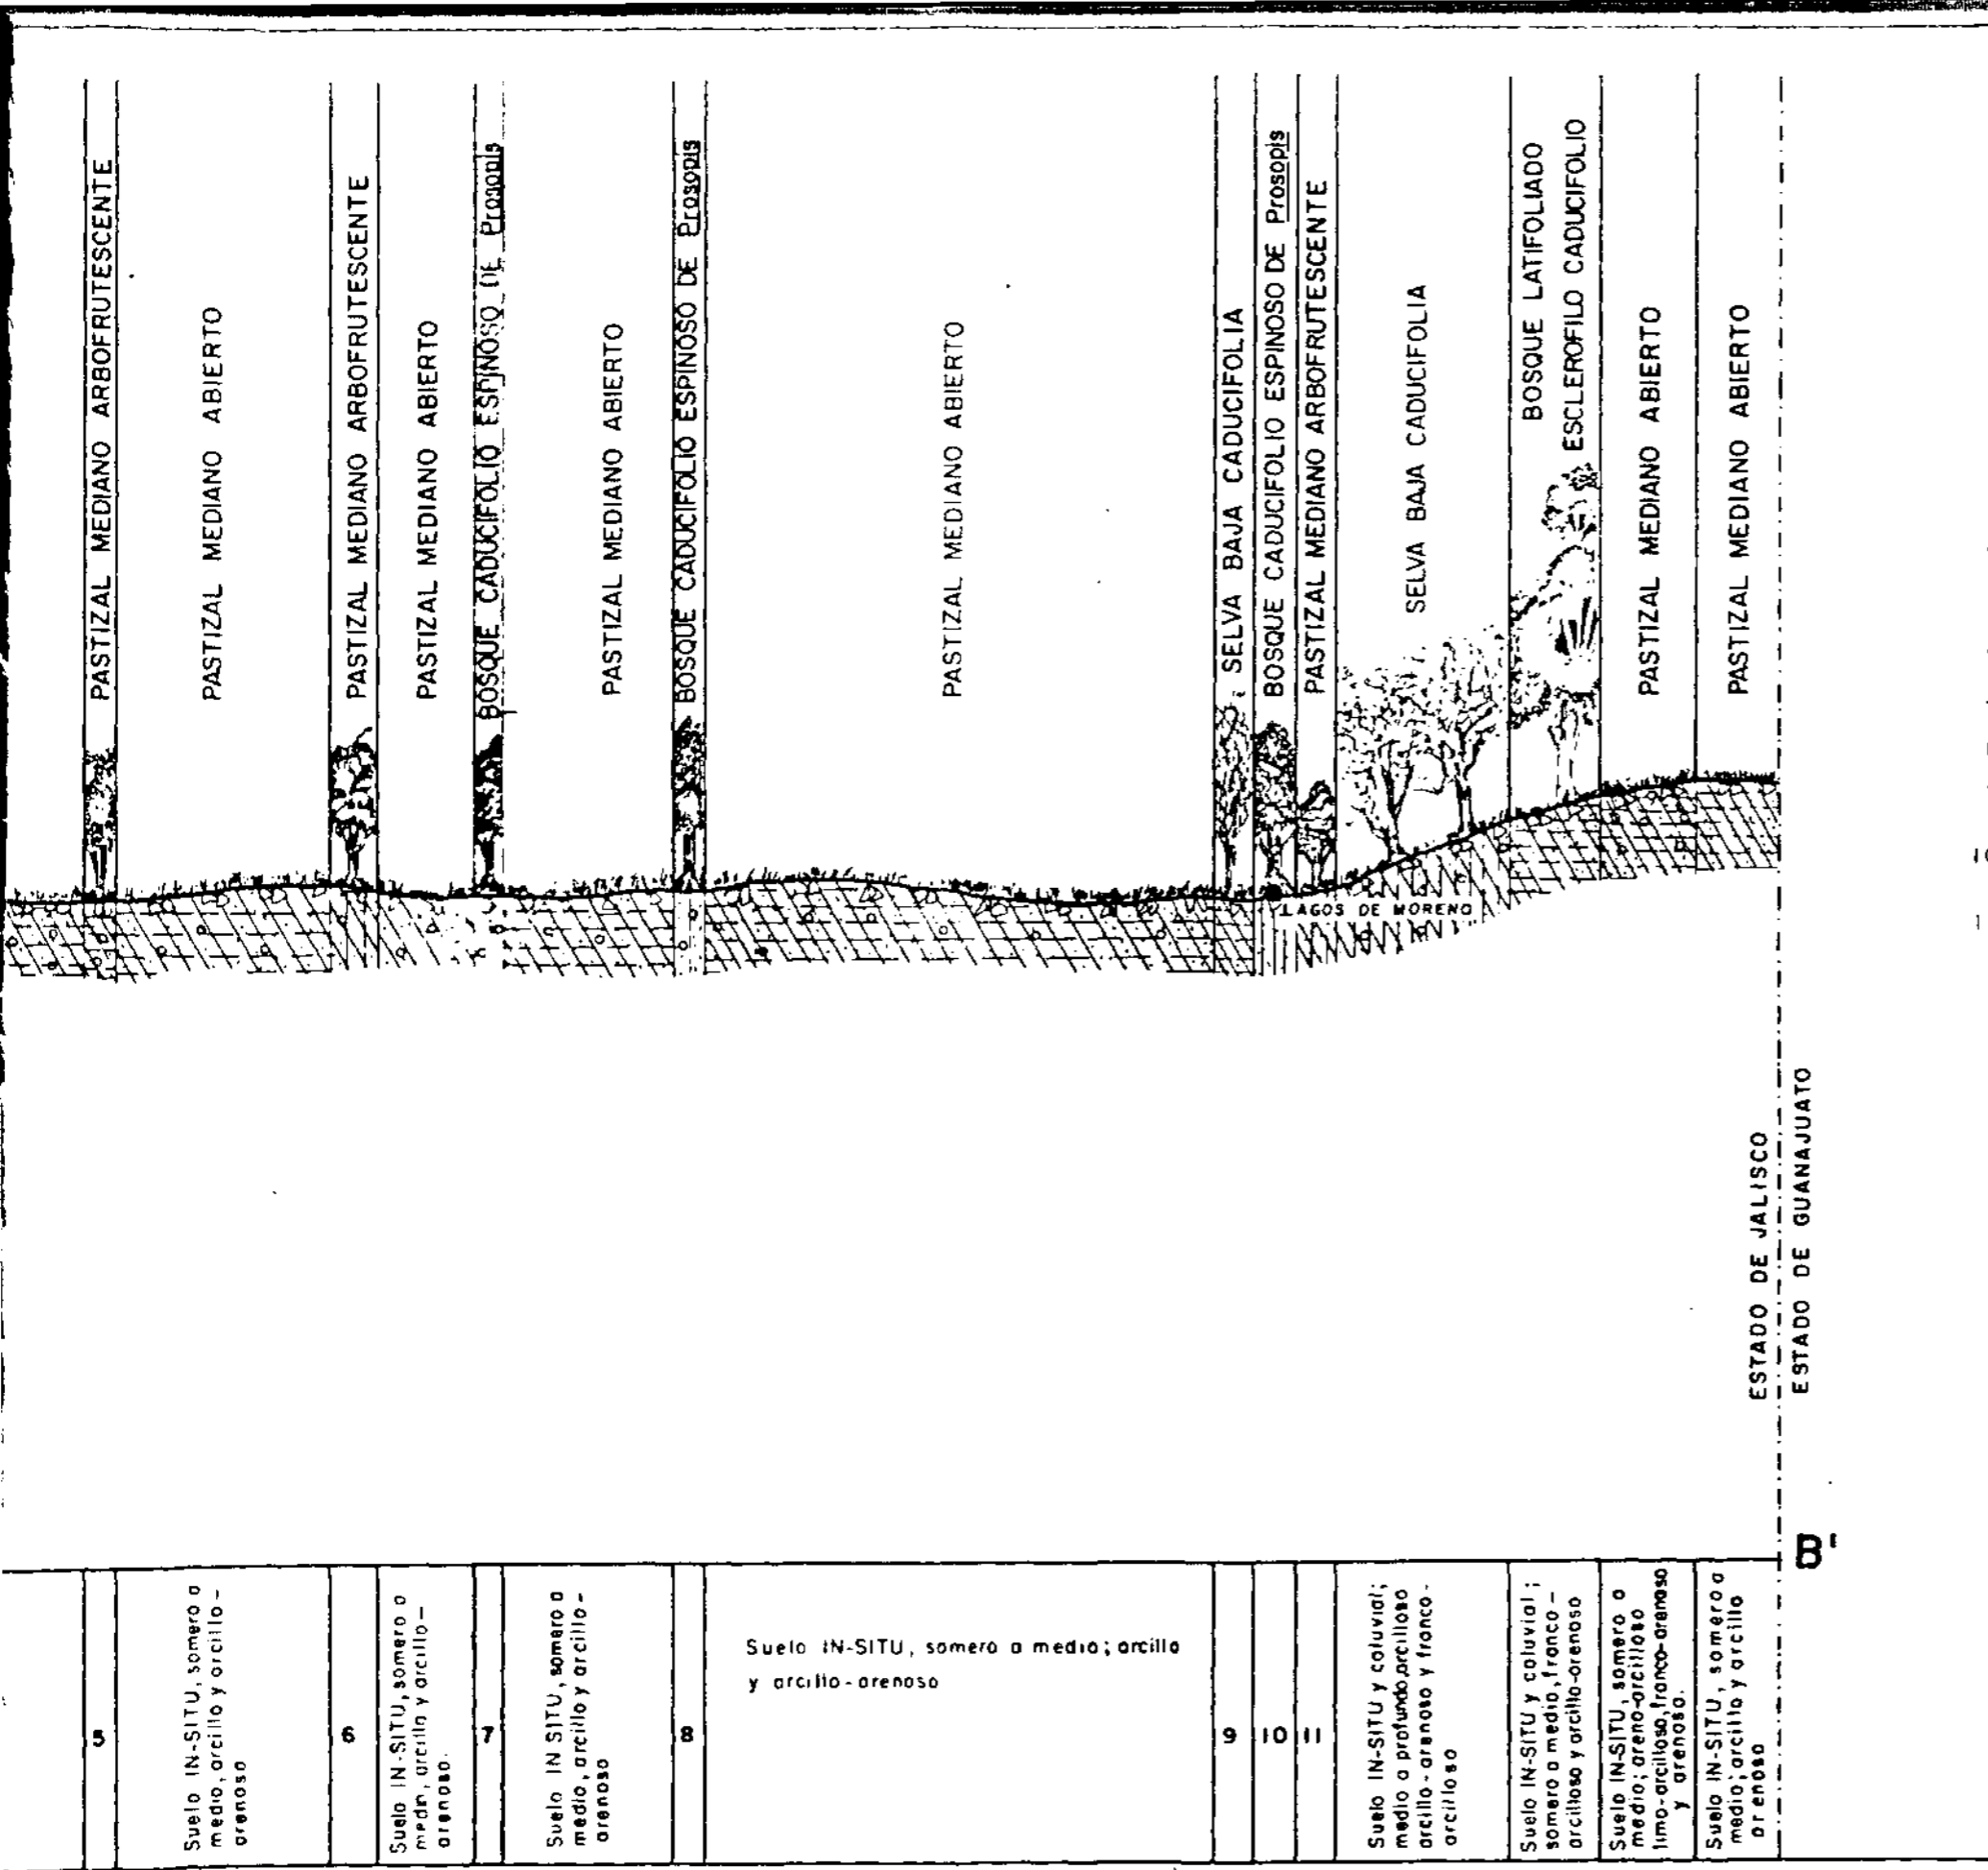 PASTIZAL MEDIANO ARBOFRUTESCENTE
PASTIZAL MEDIANO ABIERTO
PASTIZAL MEDIANO ARBOFRUTESCENTE
PASTIZAL MEDIANO ABIERTO
BOSQUE CADUCIFOLIO ESPINOSO DE Prosopis
PASTIZAL MEDIANO ABIERTO
BOSQUE CADUCIFOLIO ESPINOSO DE Prosopis
PASTIZAL MEDIANO ABIERTO
SELVA BAJA CADUCIFOLIA
BOSQUE CADUCIFOLIO ESPINOSO DE Prosopis
PASTIZAL MEDIANO ARBOFRUTESCENTE
SELVA BAJA CADUCIFOLIA
BOSQUE LATIFOLIADO
ESCLEROFILO CADUCIFOLIO
PASTIZAL MEDIANO ABIERTO
PASTIZAL MEDIANO ABIERTO
LAGOS DE MORENO
ESTADO DE JALISCO
ESTADO DE GUANAJUATO
B'
5
Suelo IN-SITU, somero a
medio, arcillo y arcillo-
arenoso
6
Suelo IN-SITU, somero a
medio, arcillo y arcillo-
arenoso.
7
Suelo IN SITU, somero a
medio, arcillo y arcillo-
arenoso
8
Suelo IN-SITU, somero a medio; arcillo
y arcillo-arenoso
9
10
11
Suelo IN-SITU y coluvial;
medio a profundo, arcilloso
arcillo-arenoso y franco-
arcilloso
Suelo IN-SITU y coluvial;
somero a medio, franco-
arcilloso y arcillo-arenoso
Suelo IN-SITU, somero a
medio; areno-arcilloso
limo-arcilloso, franco-arenoso
y arenoso.
Suelo IN-SITU, somero a
medio; arcillo y arcillo
arenoso